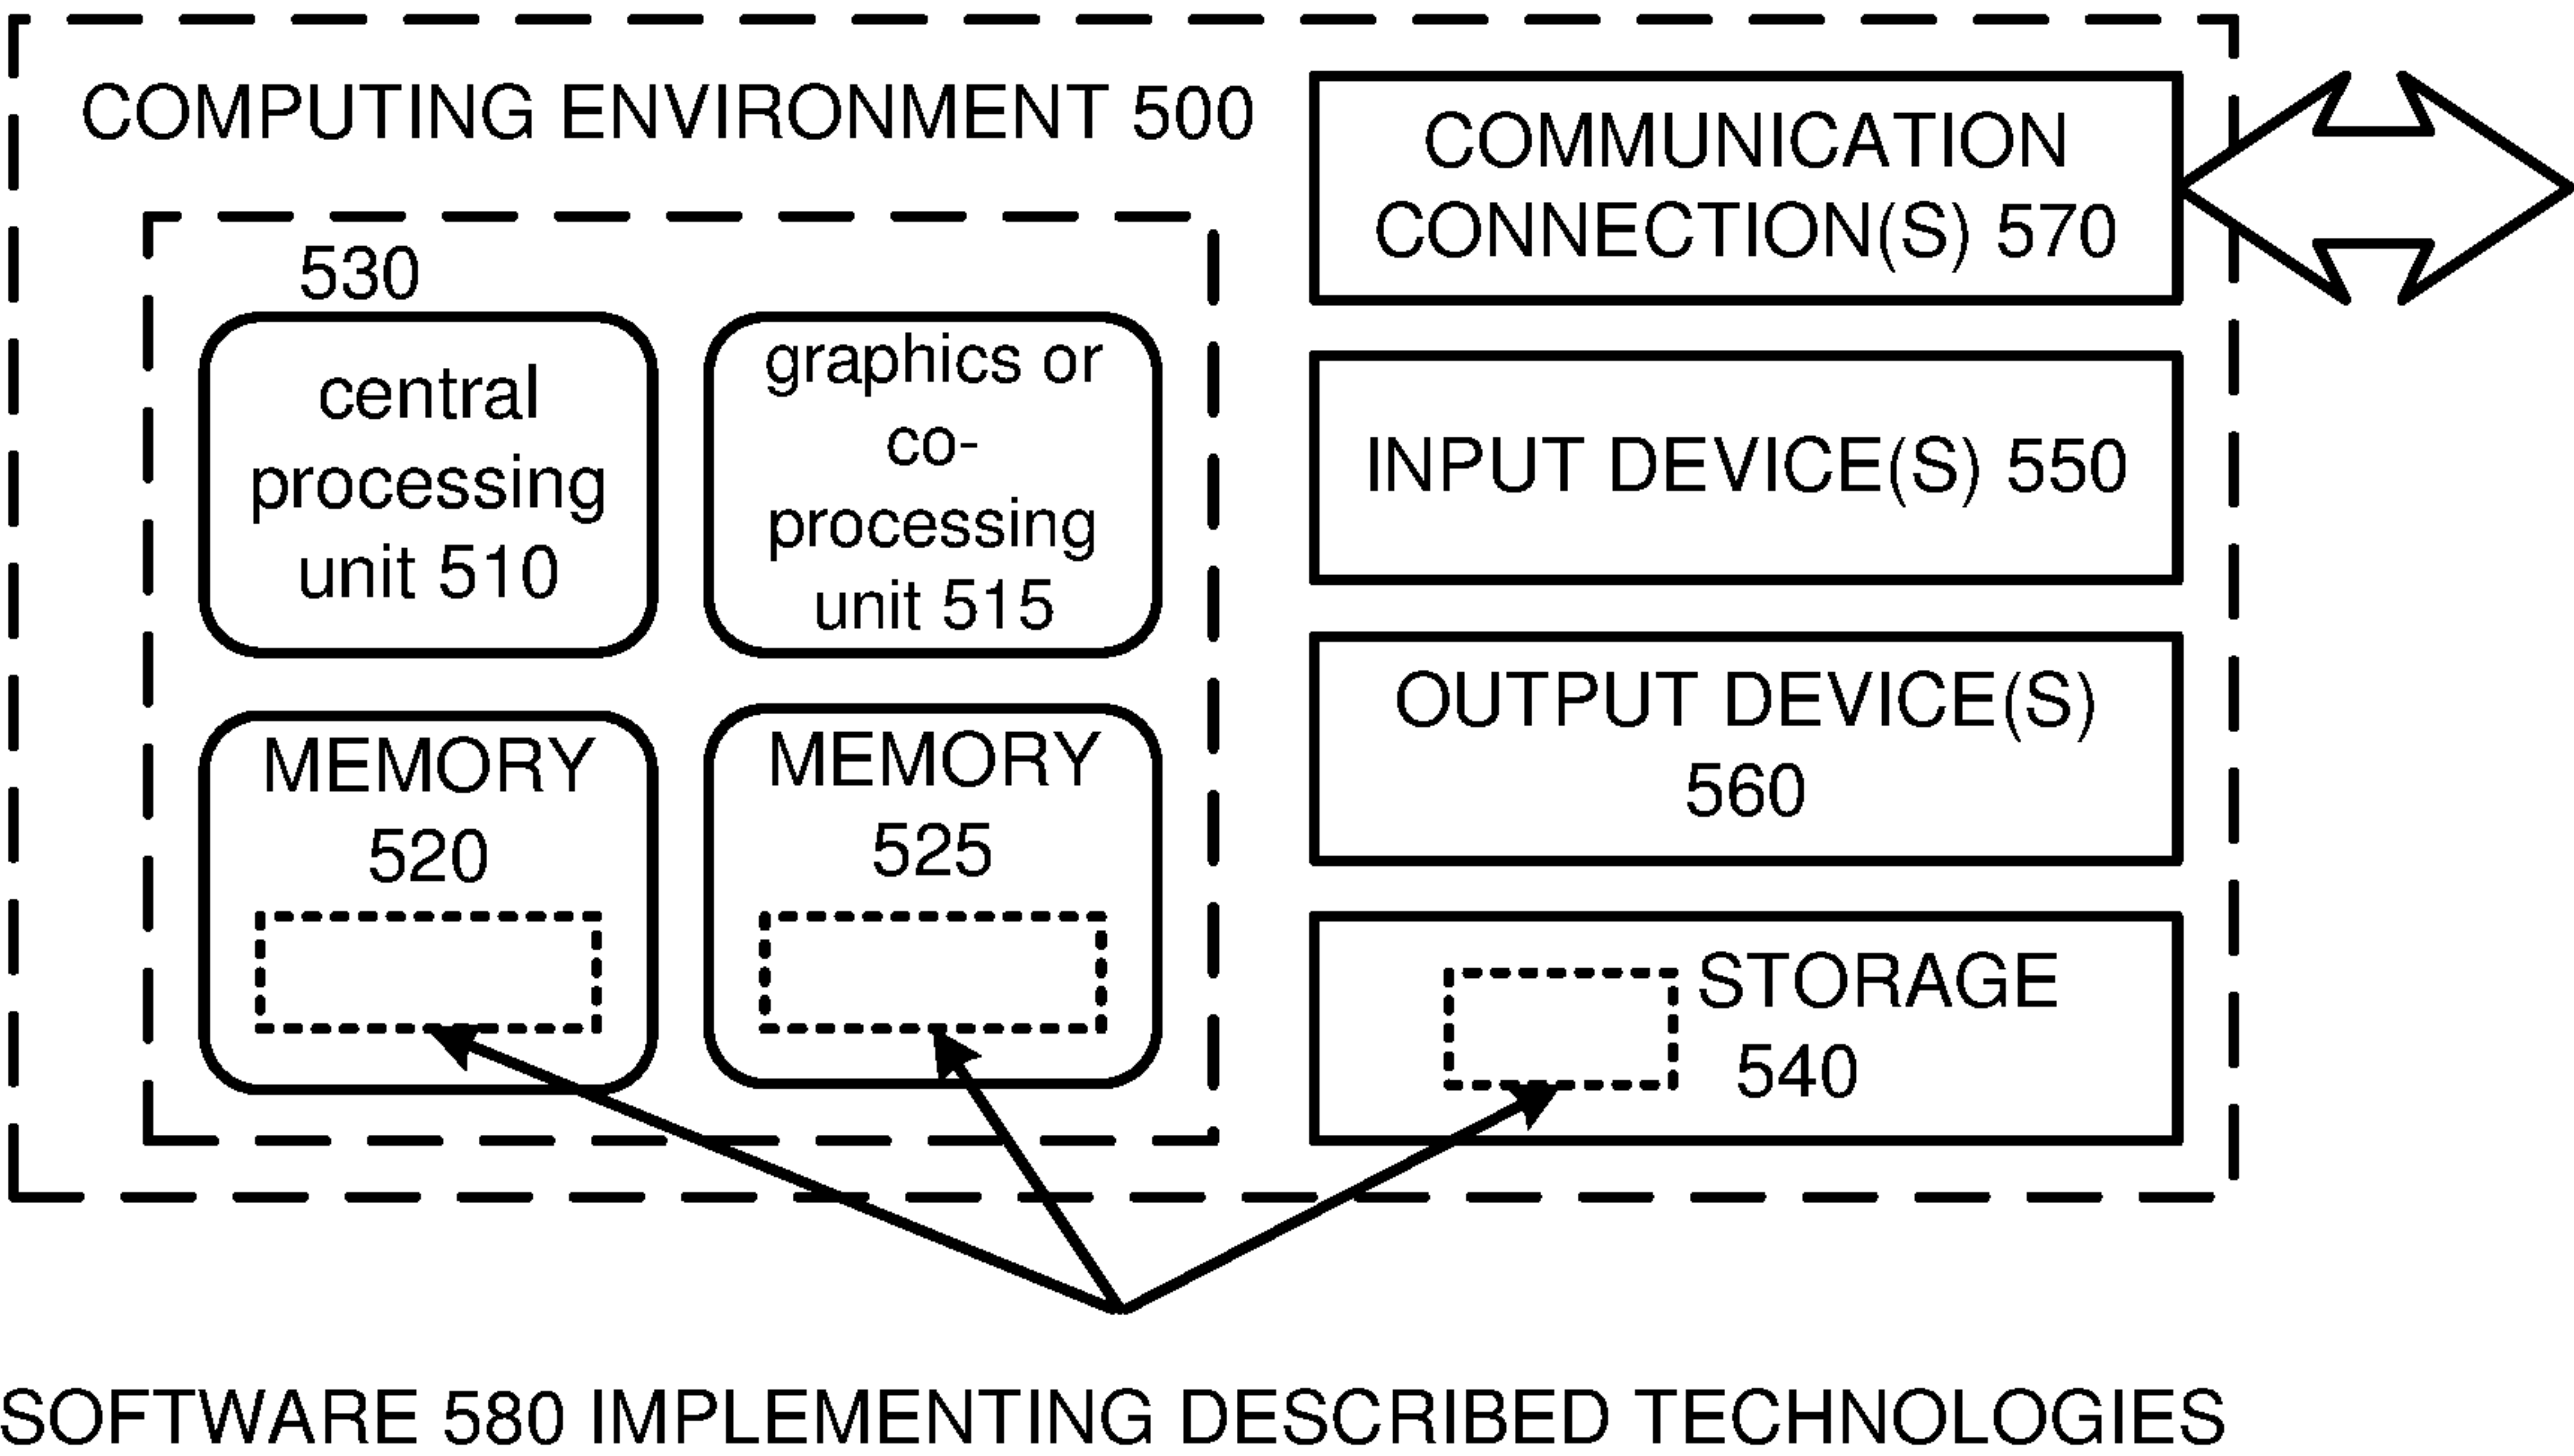 COMPUTING ENVIRONMENT 500
530
central
processing
unit 510
graphics or
co-
processing
unit 515
MEMORY
520
MEMORY
525
COMMUNICATION
CONNECTION(S) 570
INPUT DEVICE(S) 550
OUTPUT DEVICE(S)
560
STORAGE
540
SOFTWARE 580 IMPLEMENTING DESCRIBED TECHNOLOGIES